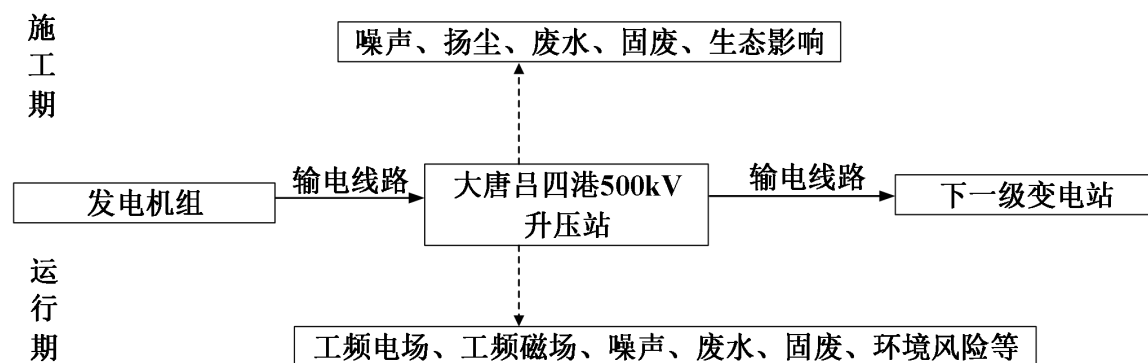 施工期
噪声、扬尘、废水、固废、生态影响
发电机组
输电线路
大唐吕四港500kV
升压站
输电线路
下一级变电站
运行期
工频电场、工频磁场、噪声、废水、固废、环境风险等